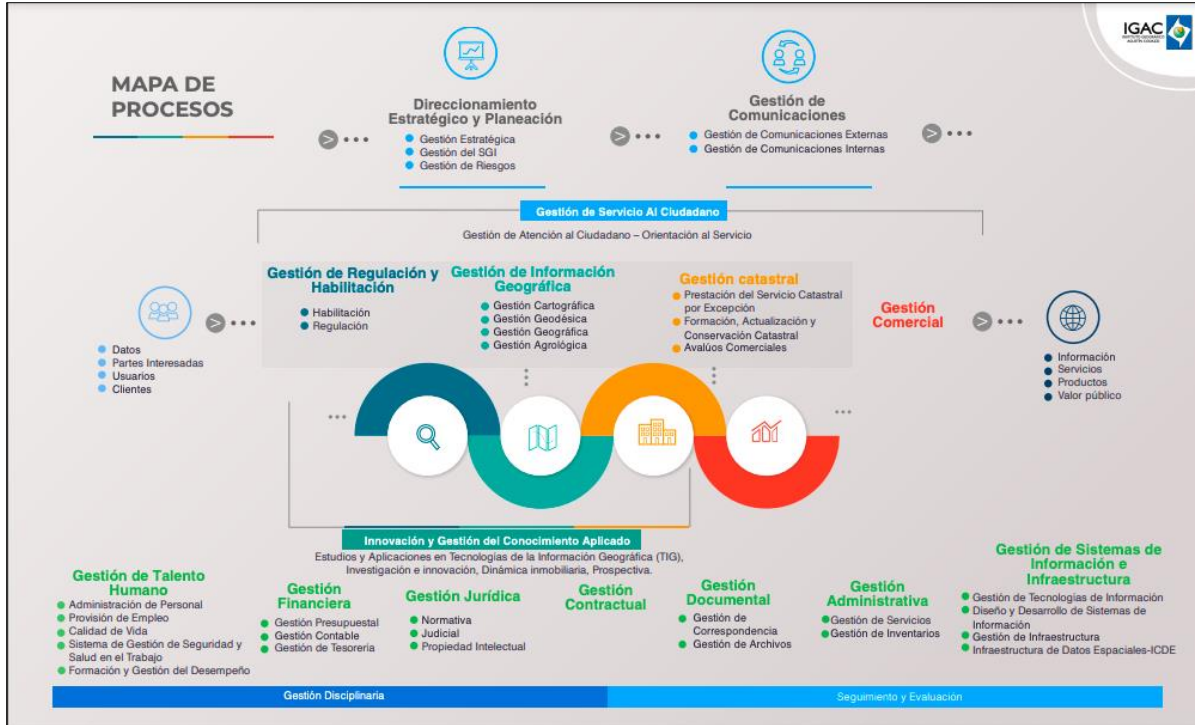 IGAC
INSTITUTO GEOGRÁFICO
AGUSTÍN CODAZZI
MAPA DE
PROCESOS
Direccionamiento
Estratégico y Planeación
Gestión Estratégica
Gestión del SGI
Gestión de Riesgos
Gestión de
Comunicaciones
Gestión de Comunicaciones Externas
Gestión de Comunicaciones Internas
Gestión de Servicio Al Ciudadano
Gestión de Atención al Ciudadano – Orientación al Servicio
Datos
Partes Interesadas
Usuarios
Clientes
Gestión de Regulación y
Habilitación
Habilitación
Regulación
Gestión de Información
Geográfica
Gestión Cartográfica
Gestión Geodésica
Gestión Geográfica
Gestión Agrológica
Gestión catastral
Prestación del Servicio Catastral
por Excepción
Formación, Actualización y
Conservación Catastral
Avalúos Comerciales
Gestión
Comercial
Información
Servicios
Productos
Valor público
Innovación y Gestión del Conocimiento Aplicado
Estudios y Aplicaciones en Tecnologías de la Información Geográfica (TIG),
Investigación e innovación, Dinámica inmobiliaria, Prospectiva.
Gestión de Talento
Humano
Administración de Personal
Provisión de Empleo
Calidad de Vida
Sistema de Gestión de Seguridad y
Salud en el Trabajo
Formación y Gestión del Desempeño
Gestión
Financiera
Gestión Presupuestal
Gestión Contable
Gestión de Tesorería
Gestión Jurídica
Normativa
Judicial
Propiedad Intelectual
Gestión
Contractual
Gestión
Documental
Gestión de
Correspondencia
Gestión de Archivos
Gestión
Administrativa
Gestión de Servicios
Gestión de Inventarios
Gestión de Sistemas de
Información e
Infraestructura
Gestión de Tecnologías de Información
Diseño y Desarrollo de Sistemas de
Información
Gestión de Infraestructura
Infraestructura de Datos Espaciales-ICDE
Gestión Disciplinaria
Seguimiento y Evaluación